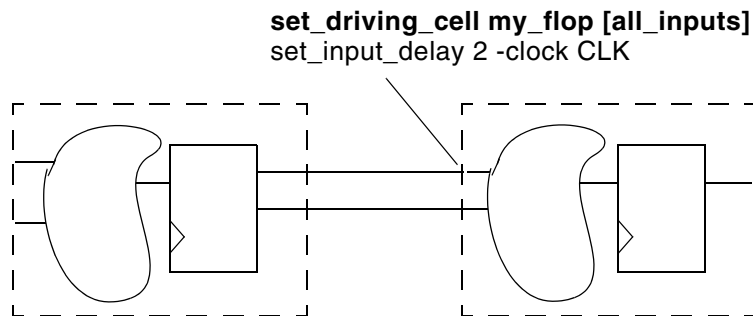 set_driving_cell my_flop [all_inputs]
set_input_delay 2 -clock CLK